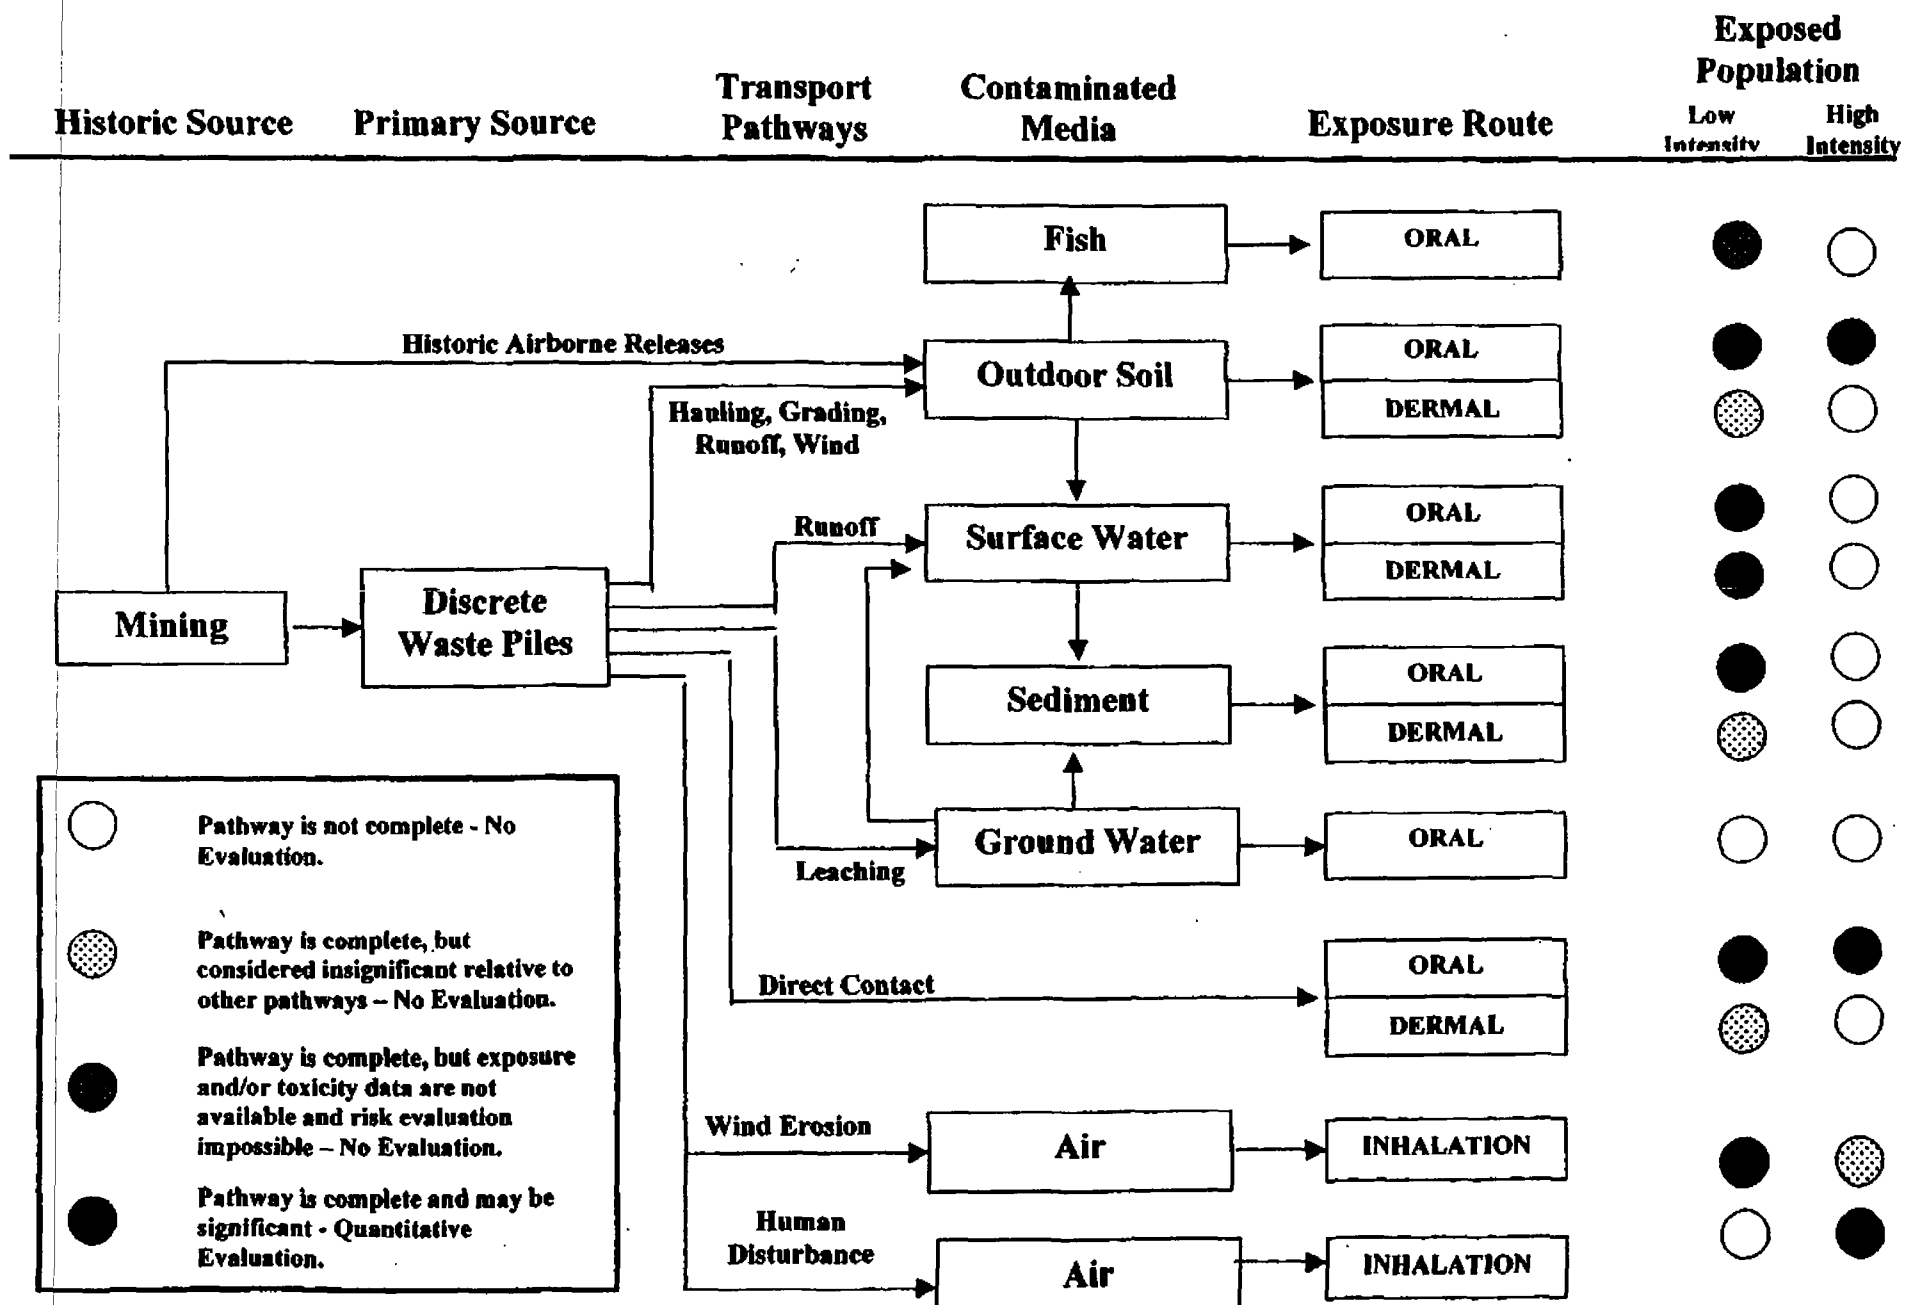 Exposed
Population
Transport
Pathways
Contaminated
Media
Historic Source
Primary Source
Exposure Route
Low
Intensity
High
Intensity
Fish
ORAL
Historic Airborne Releases
Outdoor Soil
ORAL
DERMAL
Hauling, Grading,
Runoff, Wind
Runoff
Surface Water
ORAL
DERMAL
Mining
Discrete
Waste Piles
Sediment
ORAL
DERMAL
Ground Water
ORAL
Leaching
Direct Contact
ORAL
DERMAL
Wind Erosion
Air
INHALATION
Human
Disturbance
Air
INHALATION
Pathway is not complete - No
Evaluation.
Pathway is complete, but
considered insignificant relative to
other pathways – No Evaluation.
Pathway is complete, but exposure
and/or toxicity data are not
available and risk evaluation
impossible – No Evaluation.
Pathway is complete and may be
significant - Quantitative
Evaluation.